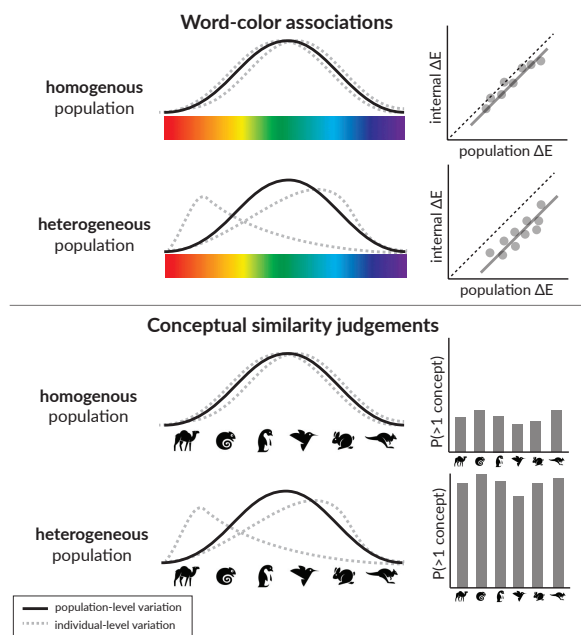 Word-color associations
homogenous
population
internal ΔE
population ΔE
heterogeneous
population
internal ΔE
population ΔE
Conceptual similarity judgements
homogenous
population
P(>1 concept)
heterogeneous
population
P(>1 concept)
population-level variation
individual-level variation